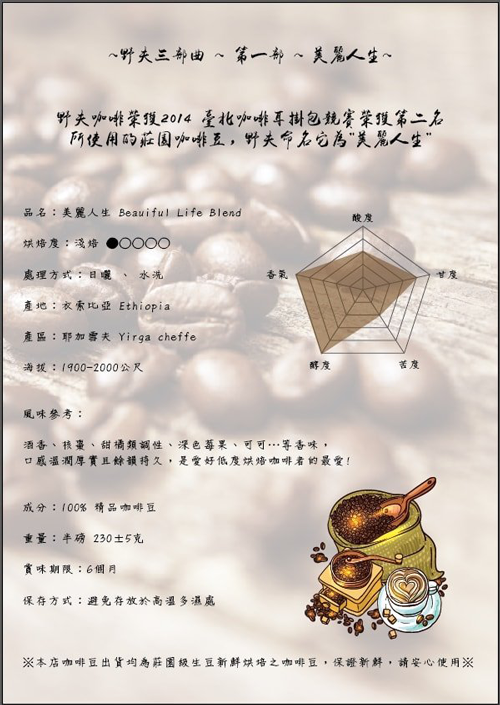 ~野夫三部曲 ~ 第一部 ~ 美麗人生~
野夫咖啡榮獲2014 臺北咖啡耳掛包競賽榮獲第二名
所使用的莊園咖啡豆，野夫命名它為"美麗人生"
品名：美麗人生 Beauiful Life Blend
烘焙度：淺焙 ●○○○○
處理方式：日曬 、 水洗
產地：衣索比亞 Ethiopia
產區：耶加雪夫 Yirga cheffe
海拔：1900-2000公尺
酸度
香氣
甘度
醇度
苦度
風味參考：
酒香、核棗、甜橘類調性、深色莓果、可可…等香味，
口感溫潤厚實且餘韻持久，是愛好低度烘焙咖啡者的最愛！
成分：100% 精品咖啡豆
重量：半磅 230±5克
賞味期限：6個月
保存方式：避免存放於高溫多濕處
※本店咖啡豆出貨均為莊園級生豆新鮮烘焙之咖啡豆，保證新鮮，請安心使用※